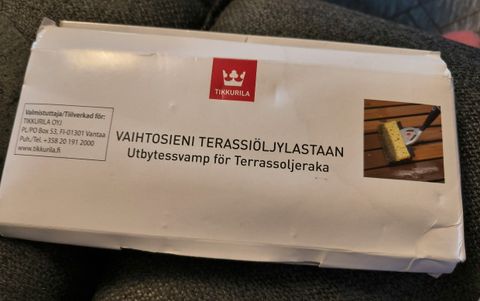 TIKKURILA
Valmistuttaja/Tillverkad för:
TIKKURILA OYJ
PL/PO Box 53, FI-01301 Vantaa
Puh./Tel. +358 20 191 2000
www.tikkurila.fi
VAIHTOSIENI TERASSIÖLJYLASTAAN
Utbytessvamp för Terrassoljeraka